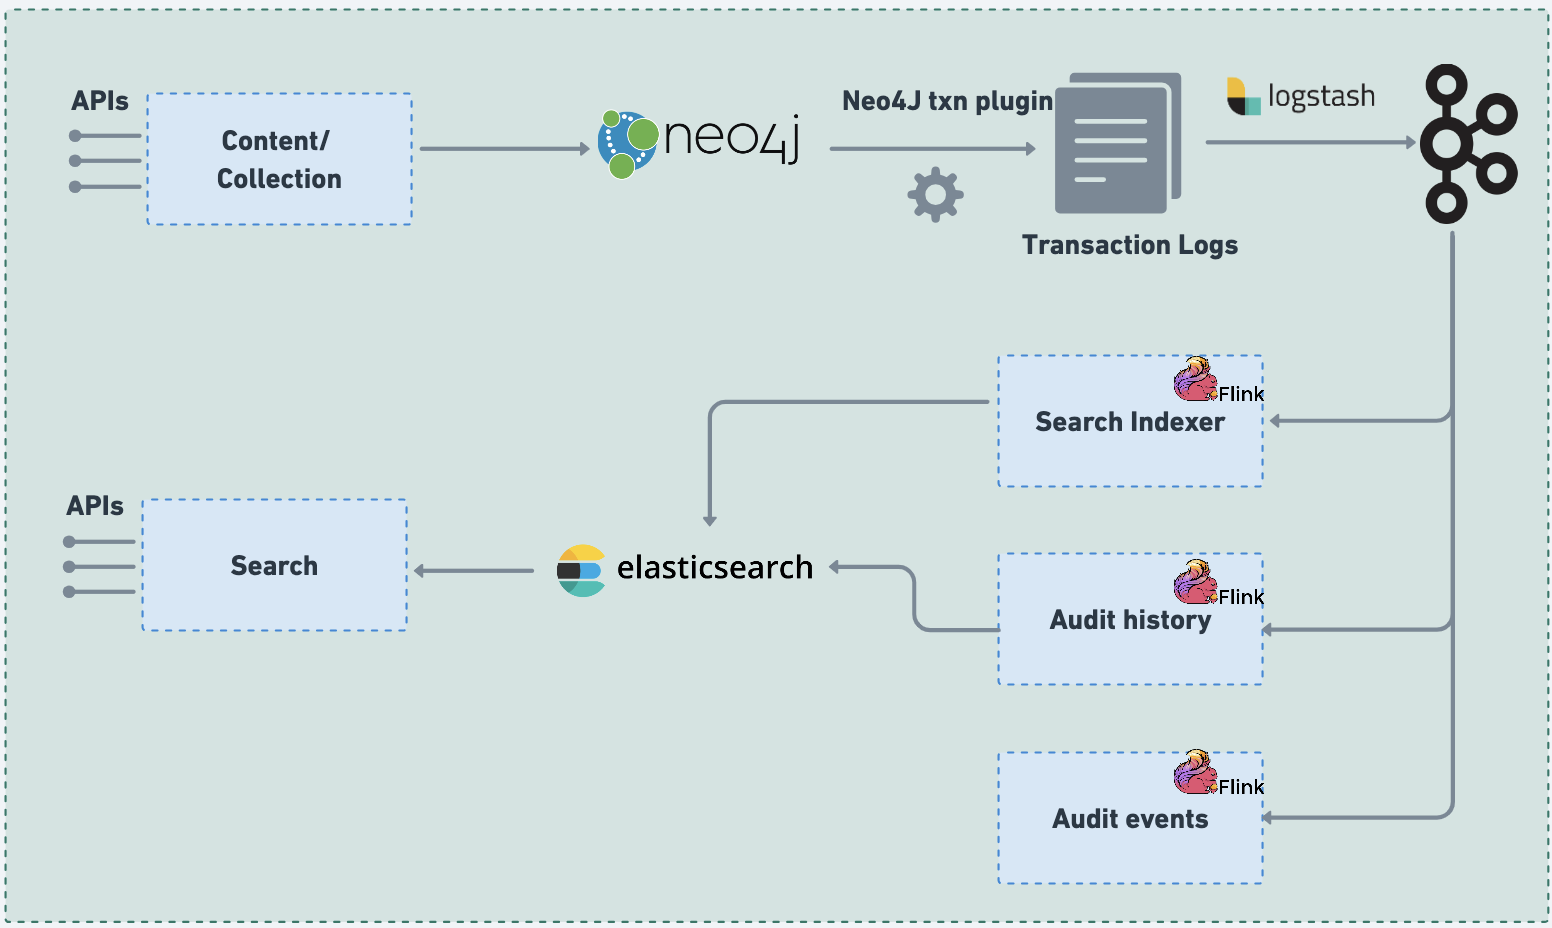 APIs
Content/
Collection
neo4j
Neo4J txn plugin
Transaction Logs
logstash
Flink
Search Indexer
APIs
Search
elasticsearch
Flink
Audit history
Flink
Audit events